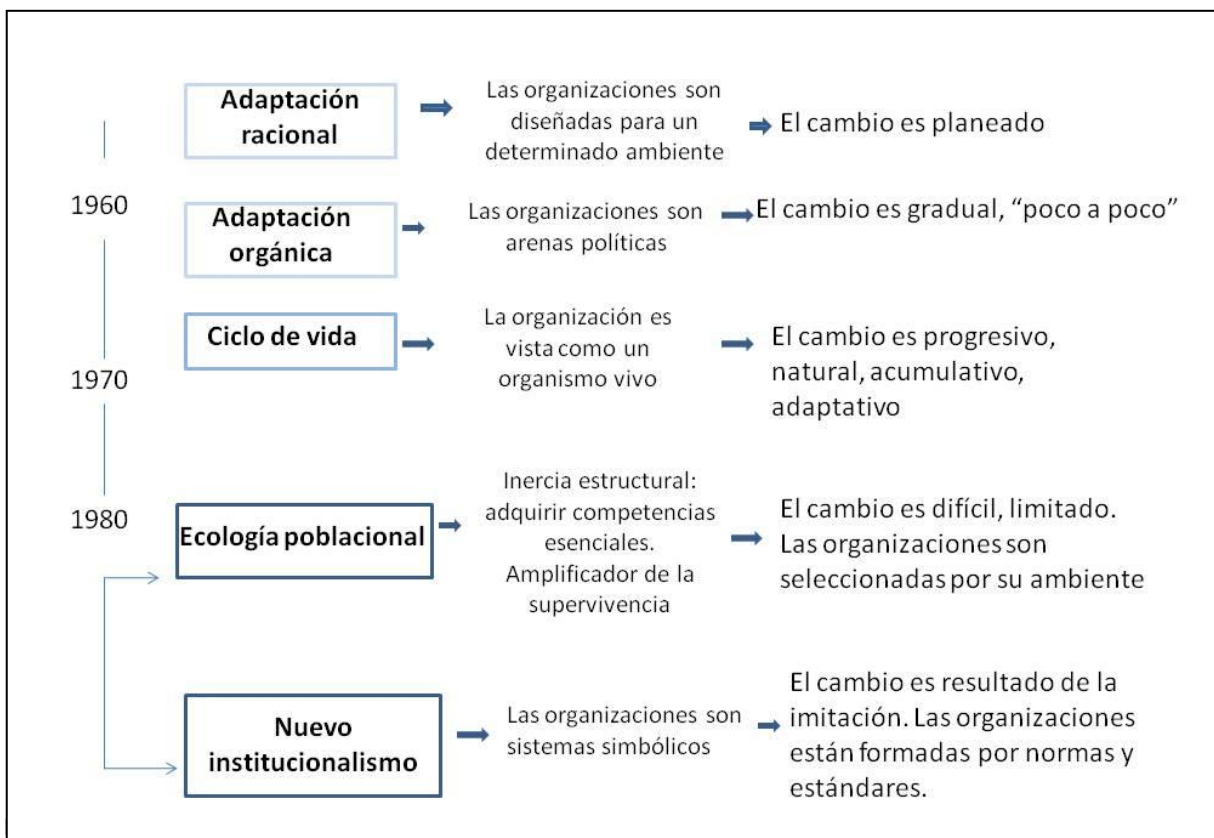 Adaptación
racional
Las organizaciones son
diseñadas para un
determinado ambiente
El cambio es planeado
1960
Adaptación
orgánica
Las organizaciones son
arenas políticas
El cambio es gradual, “poco a poco”
Ciclo de vida
La organización es
vista como un
organismo vivo
El cambio es progresivo,
natural, acumulativo,
adaptativo
1970
1980
Ecología poblacional
Inercia estructural:
adquirir competencias
esenciales.
Amplificador de la
supervivencia
El cambio es difícil, limitado.
Las organizaciones son
seleccionadas por su ambiente
Nuevo
institucionalismo
Las organizaciones son
sistemas simbólicos
El cambio es resultado de la
imitación. Las organizaciones
están formadas por normas y
estándares.